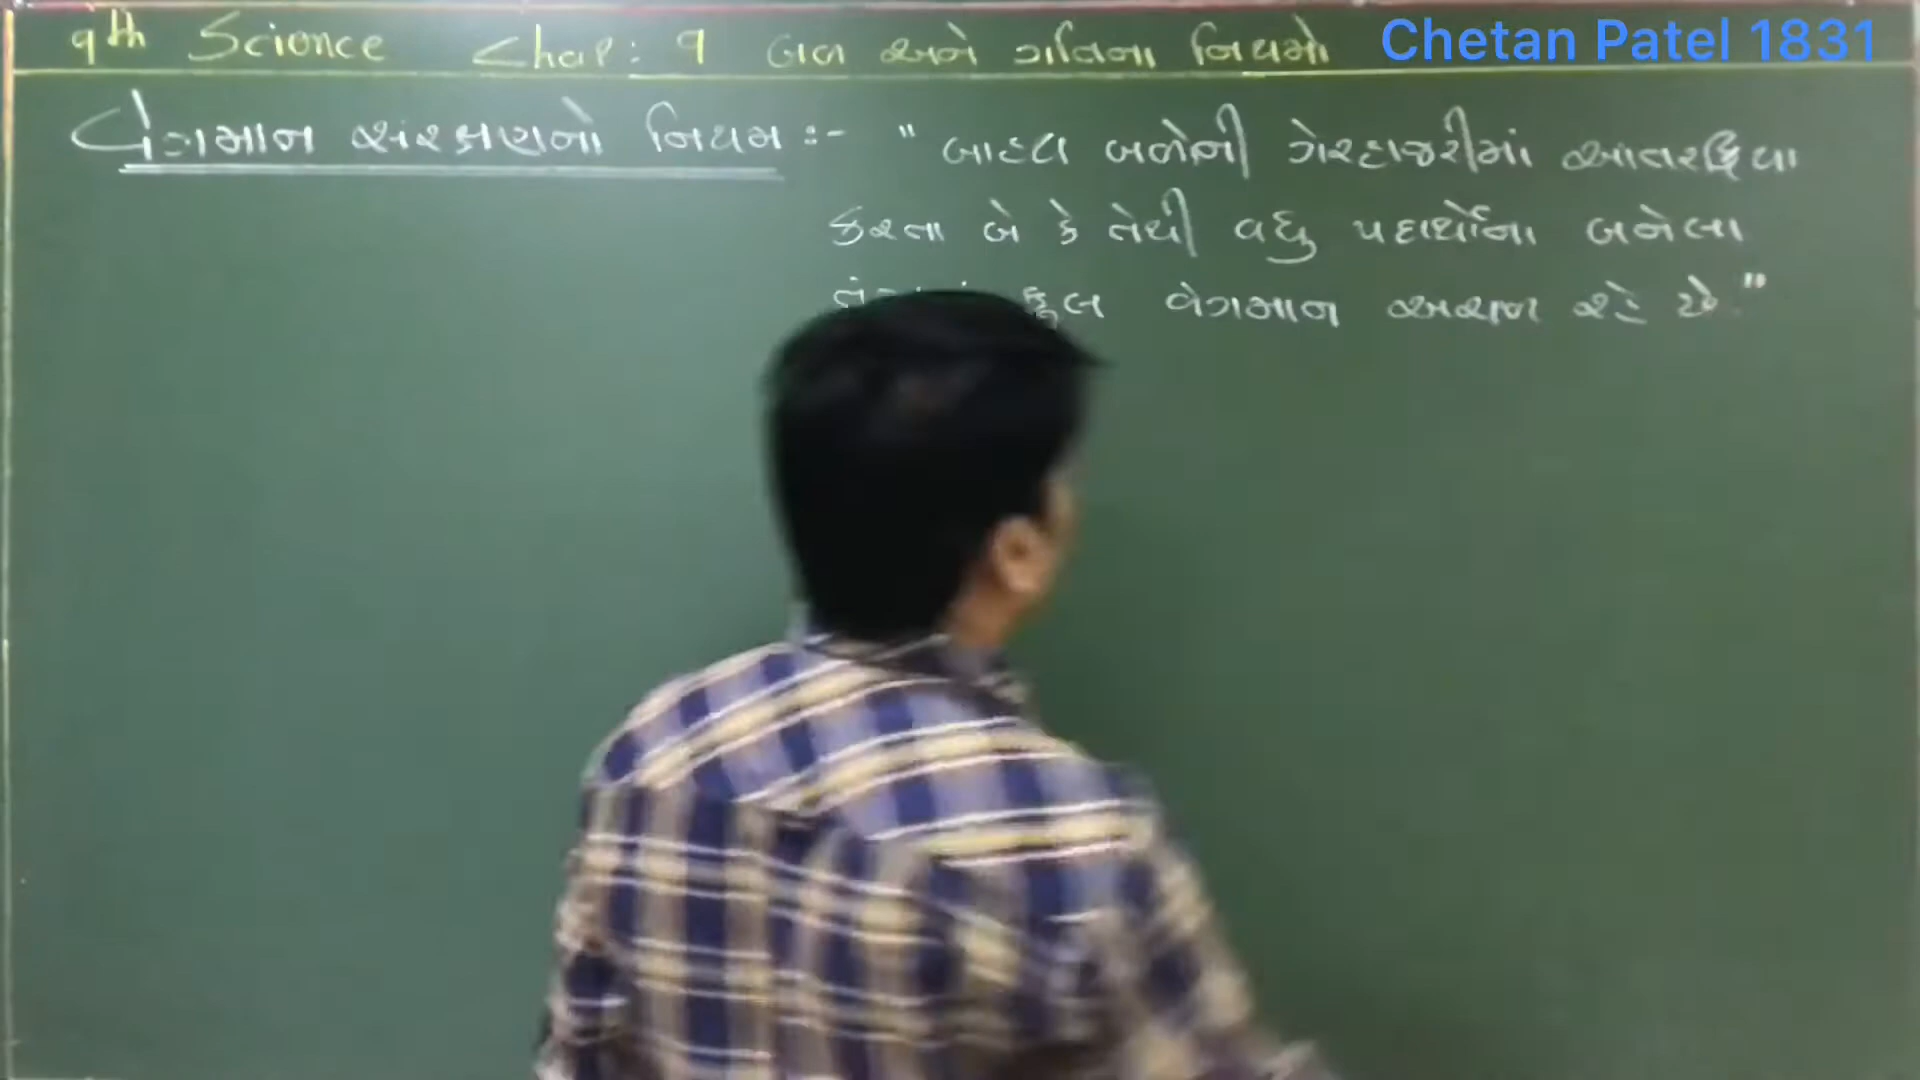 9th Science Chap: 9 બળ અને ગતિના નિયમો
Chetan Patel 1831
વેગમાન સંરક્ષણનો નિયમ :- " બાહ્ય બળોની ગેરહાજરીમાં આંતરક્રિયા
કરતા બે કે તેથી વધુ પદાર્થોના બનેલા
કુલ વેગમાન અચળ રહે છે."